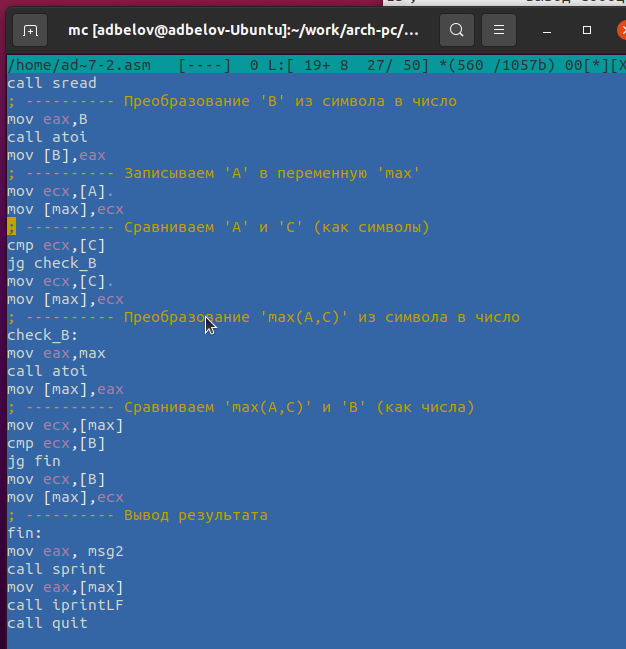 mc [adbelov@adbelov-Ubuntu]:~/work/arch-pc/...
/home/ad~7-2.asm [----] 0 L:[ 19+ 8 27/ 50] *(560 /1057b) 00[*][X
call sread
; ---------- Преобразование 'B' из символа в число
mov eax,B
call atoi
mov [B],eax
; ---------- Записываем 'A' в переменную 'max'
mov ecx,[A].
mov [max],ecx
; ---------- Сравниваем 'A' и 'C' (как символы)
cmp ecx,[C]
jg check_B
mov ecx,[C].
mov [max],ecx
; ---------- Преобразование 'max(A,C)' из символа в число
check_B:
mov eax,max
call atoi
mov [max],eax
; ---------- Сравниваем 'max(A,C)' и 'B' (как числа)
mov ecx,[max]
cmp ecx,[B]
jg fin
mov ecx,[B]
mov [max],ecx
; ---------- Вывод результата
fin:
mov eax, msg2
call sprint
mov eax,[max]
call iprintLF
call quit